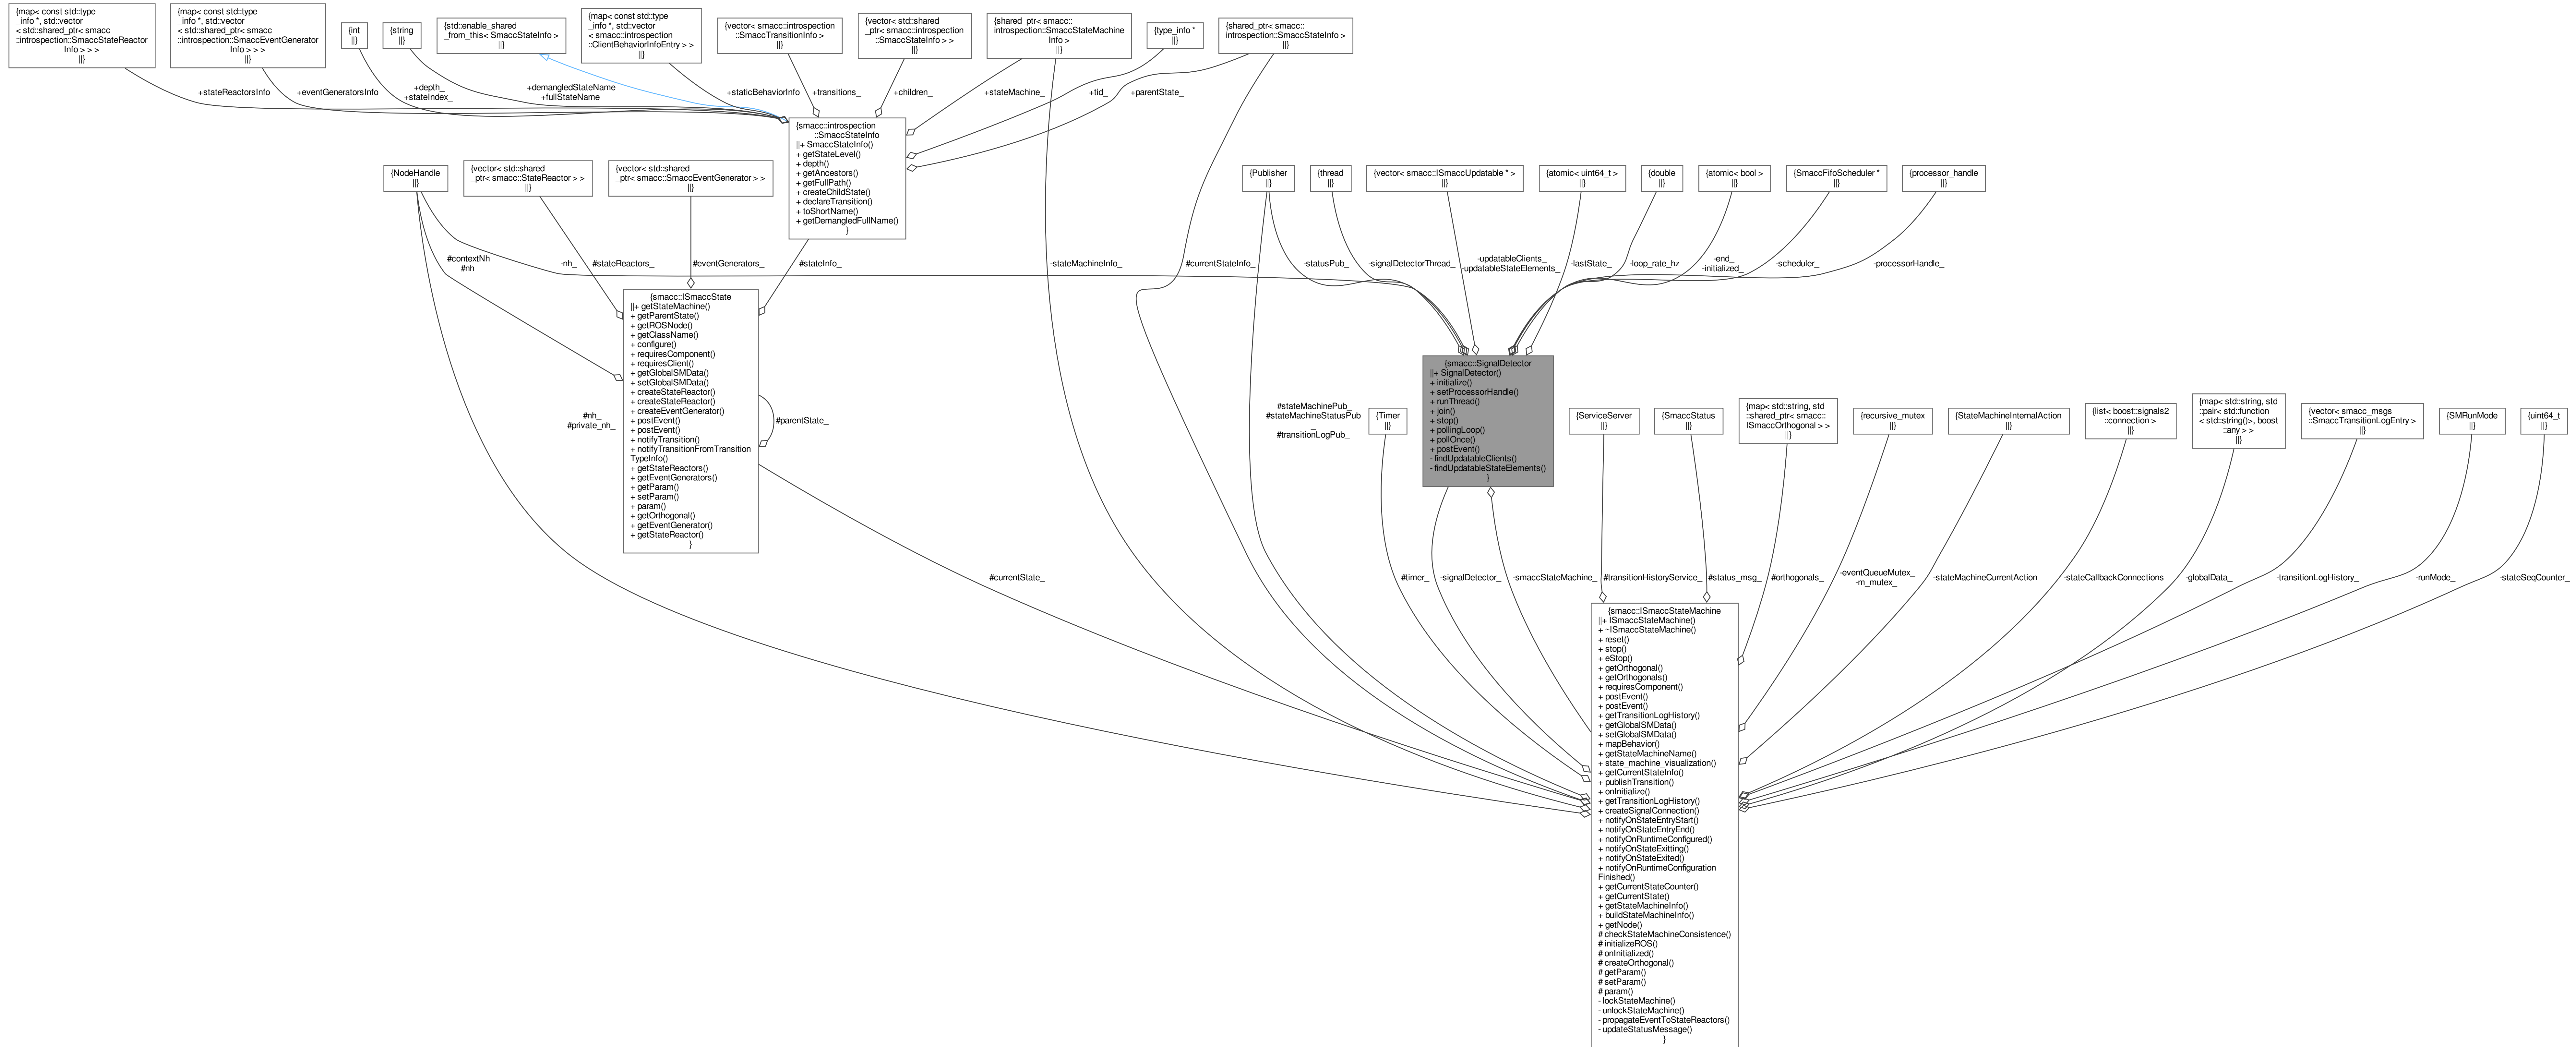 {map< const std::type
_info *, std::vector
< std::shared_ptr< smacc
::introspection::SmaccStateReactor
Info > > >
||}
{map< const std::type
_info *, std::vector
< std::shared_ptr< smacc
::introspection::SmaccEventGenerator
Info > > >
||}
{int
||}
{string
||}
{std::enable_shared
_from_this< SmaccStateInfo >
||}
{map< const std::type
_info *, std::vector
< smacc::introspection
::ClientBehaviorInfoEntry > >
||}
{vector< smacc::introspection
::SmaccTransitionInfo >
||}
{vector< std::shared
_ptr< smacc::introspection
::SmaccStateInfo > >
||}
{shared_ptr< smacc::
introspection::SmaccStateMachine
Info >
||}
{type_info *
||}
{shared_ptr< smacc::
introspection::SmaccStateInfo >
||}
+stateReactorsInfo
+eventGeneratorsInfo
+depth_
+stateIndex_
+demangledStateName
+fullStateName
+staticBehaviorInfo
+transitions_
+children_
+stateMachine_
+tid_
+parentState_
{smacc::introspection
::SmaccStateInfo
||+ SmaccStateInfo()
+ getStateLevel()
+ depth()
+ getAncestors()
+ getFullPath()
+ createChildState()
+ declareTransition()
+ toShortName()
+ getDemangledFullName()
}
{NodeHandle
||}
{vector< std::shared
_ptr< smacc::StateReactor > >
||}
{vector< std::shared
_ptr< smacc::SmaccEventGenerator > >
||}
{Publisher
||}
{thread
||}
{vector< smacc::ISmaccUpdatable * >
||}
{atomic< uint64_t >
||}
{double
||}
{atomic< bool >
||}
{SmaccFifoScheduler *
||}
{processor_handle
||}
#contextNh
#nh
-nh_
#stateReactors_
#eventGenerators_
#stateInfo_
-stateMachineInfo_
#currentStateInfo_
-statusPub_
-signalDetectorThread_
-updatableClients_
-updatableStateElements_
-lastState_
-loop_rate_hz
-end_
-initialized_
-scheduler_
-processorHandle_
{smacc::ISmaccState
||+ getStateMachine()
+ getParentState()
+ getROSNode()
+ getClassName()
+ configure()
+ requiresComponent()
+ requiresClient()
+ getGlobalSMData()
+ setGlobalSMData()
+ createStateReactor()
+ createStateReactor()
+ createEventGenerator()
+ postEvent()
+ postEvent()
+ notifyTransition()
+ notifyTransitionFromTransition
TypeInfo()
+ getStateReactors()
+ getEventGenerators()
+ getParam()
+ setParam()
+ param()
+ getOrthogonal()
+ getEventGenerator()
+ getStateReactor()
}
#nh_
#private_nh_
#parentState_
{smacc::SignalDetector
||+ SignalDetector()
+ initialize()
+ setProcessorHandle()
+ runThread()
+ join()
+ stop()
+ pollingLoop()
+ pollOnce()
+ postEvent()
- findUpdatableClients()
- findUpdatableStateElements()
}
#stateMachinePub_
#stateMachineStatusPub
_
#transitionLogPub_
{Timer
||}
{ServiceServer
||}
{SmaccStatus
||}
{map< std::string, std
::shared_ptr< smacc::
ISmaccOrthogonal > >
||}
{recursive_mutex
||}
{StateMachineInternalAction
||}
{list< boost::signals2
::connection >
||}
{map< std::string, std
::pair< std::function
< std::string()>, boost
::any > >
||}
{vector< smacc_msgs
::SmaccTransitionLogEntry >
||}
{SMRunMode
||}
{uint64_t
||}
#currentState_
#timer_
-signalDetector_
-smaccStateMachine_
#transitionHistoryService_
#status_msg_
#orthogonals_
-eventQueueMutex_
-m_mutex_
-stateMachineCurrentAction
-stateCallbackConnections
-globalData_
-transitionLogHistory_
-runMode_
-stateSeqCounter_
{smacc::ISmaccStateMachine
||+ ISmaccStateMachine()
+ ~ISmaccStateMachine()
+ reset()
+ stop()
+ eStop()
+ getOrthogonal()
+ getOrthogonals()
+ requiresComponent()
+ postEvent()
+ postEvent()
+ getTransitionLogHistory()
+ getGlobalSMData()
+ setGlobalSMData()
+ mapBehavior()
+ getStateMachineName()
+ state_machine_visualization()
+ getCurrentStateInfo()
+ publishTransition()
+ onInitialize()
+ getTransitionLogHistory()
+ createSignalConnection()
+ notifyOnStateEntryStart()
+ notifyOnStateEntryEnd()
+ notifyOnRuntimeConfigured()
+ notifyOnStateExitting()
+ notifyOnStateExited()
+ notifyOnRuntimeConfiguration
Finished()
+ getCurrentStateCounter()
+ getCurrentState()
+ getStateMachineInfo()
+ buildStateMachineInfo()
+ getNode()
# checkStateMachineConsistence()
# initializeROS()
# onInitialized()
# createOrthogonal()
# getParam()
# setParam()
# param()
- lockStateMachine()
- unlockStateMachine()
- propagateEventToStateReactors()
- updateStatusMessage()
}